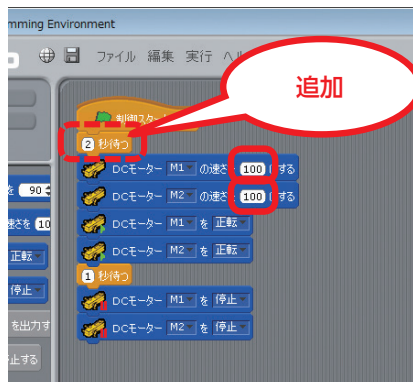 mming Environment
ファイル 編集 実行 ヘル
追加
制御スター
2 秒待つ
DCモーター M1 の速さを 100 にする
DCモーター M2 の速さを 100 にする
DCモーター M1 を 正転
DCモーター M2 を 正転
1 秒待つ
DCモーター M1 を 停止
DCモーター M2 を 停止
を 90
速さを 10
正転
停止
を出力す
止する